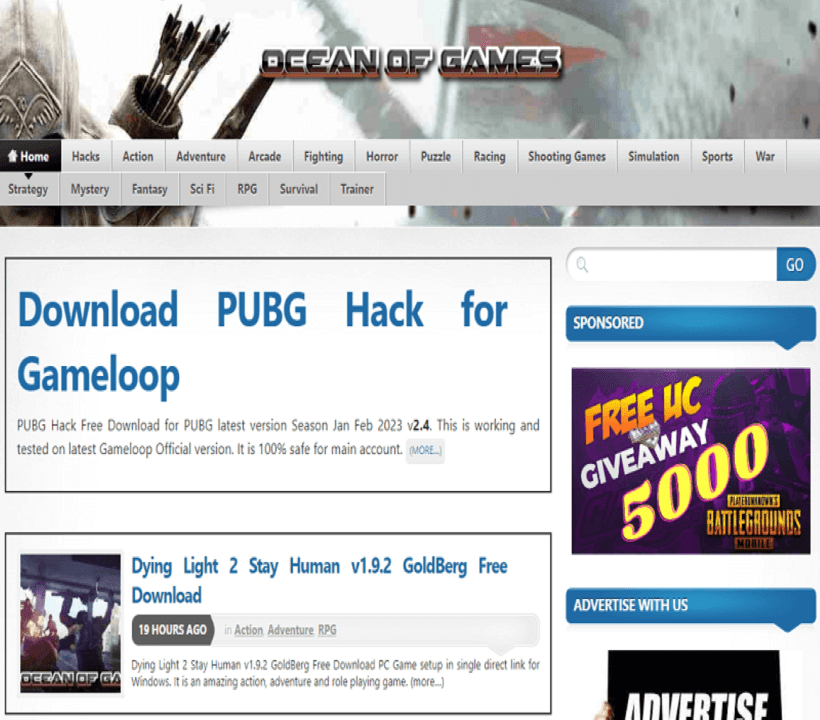 OCEAN OF GAMES
Home Hacks Action Adventure Arcade Fighting Horror Puzzle Racing Shooting Games Simulation Sports War
Strategy Mystery Fantasy Sci Fi RPG Survival Trainer
GO
Download PUBG Hack for
Gameloop
PUBG Hack Free Download for PUBG latest version Season Jan Feb 2023 v2.4. This is working and
tested on latest Gameloop Official version. It is 100% safe for main account. (MORE...)
SPONSORED
FREE UC
GIVEAWAY
5000
PLAYERUNKNOWN'S
BATTLEGROUNDS
MOBILE
Dying Light 2 Stay Human v1.9.2 GoldBerg Free
Download
19 HOURS AGO in Action, Adventure, RPG
Dying Light 2 Stay Human v1.9.2 GoldBerg Free Download PC Game setup in single direct link for
Windows. It is an amazing action, adventure and role playing game. (more...)
OCEAN OF GA
ADVERTISE WITH US
ADVERTISE